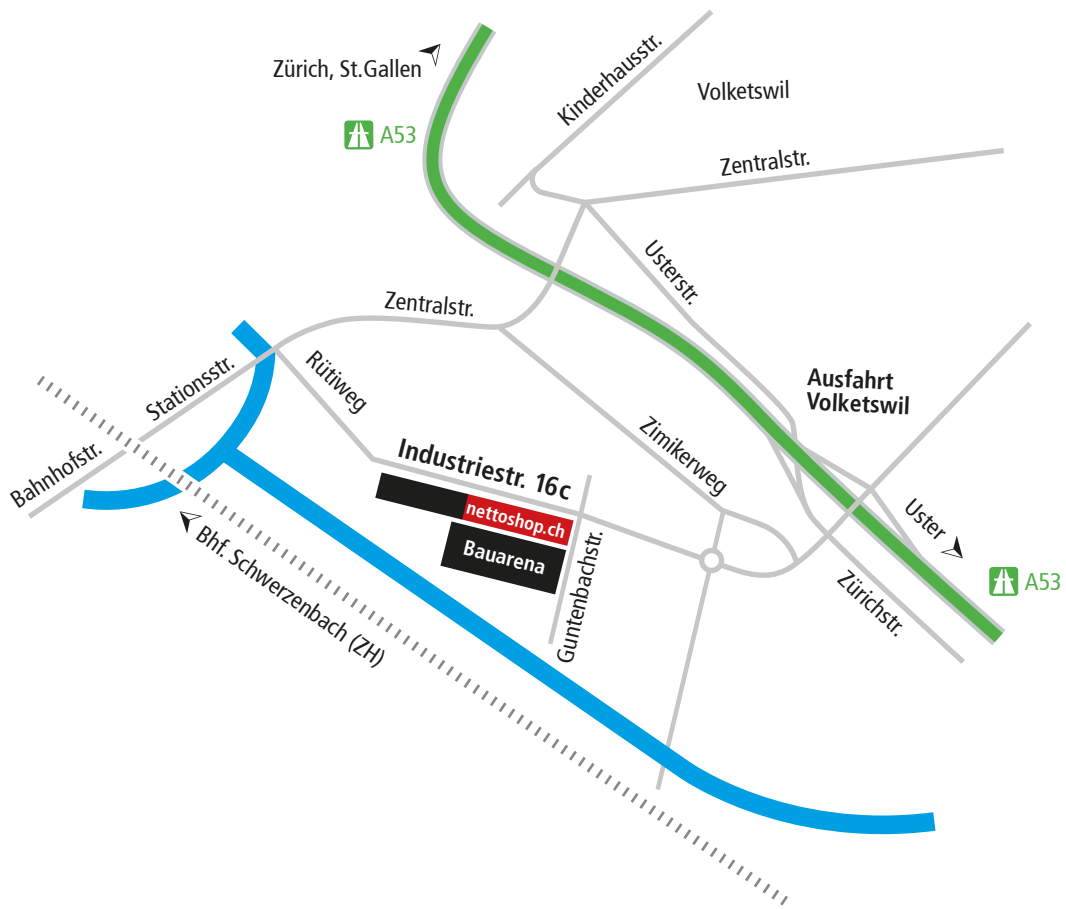 Zürich, St.Gallen
A53
Kinderhausstr.
Volketswil
Zentralstr.
Usterstr.
Zentralstr.
Rütiweg
Stationsstr.
Bahnhofstr.
Ausfahrt
Volketswil
Zimikerweg
Industriestr. 16c
nettoshop.ch
Bauarena
Guntenbachstr.
Bhf. Schwerzenbach (ZH)
Uster
A53
Zürichstr.